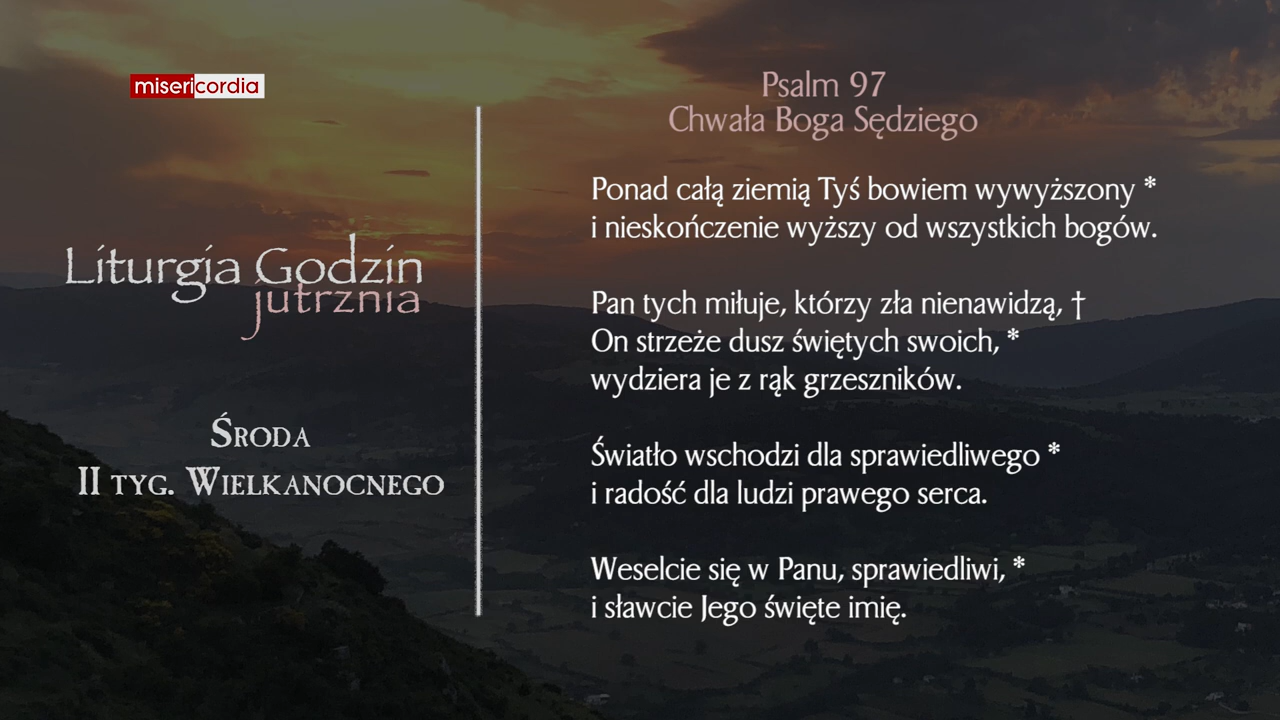 misericordia
Liturgia Godzin
jutrznia
Środa
II tyg. Wielkanocnego
Psalm 97
Chwała Boga Sędziego
Ponad całą ziemią Tyś bowiem wywyższony *
i nieskończenie wyższy od wszystkich bogów.
Pan tych miłuje, którzy zła nienawidzą, †
On strzeże dusz świętych swoich, *
wydziera je z rąk grzeszników.
Światło wschodzi dla sprawiedliwego *
i radość dla ludzi prawego serca.
Weselcie się w Panu, sprawiedliwi, *
i sławcie Jego święte imię.